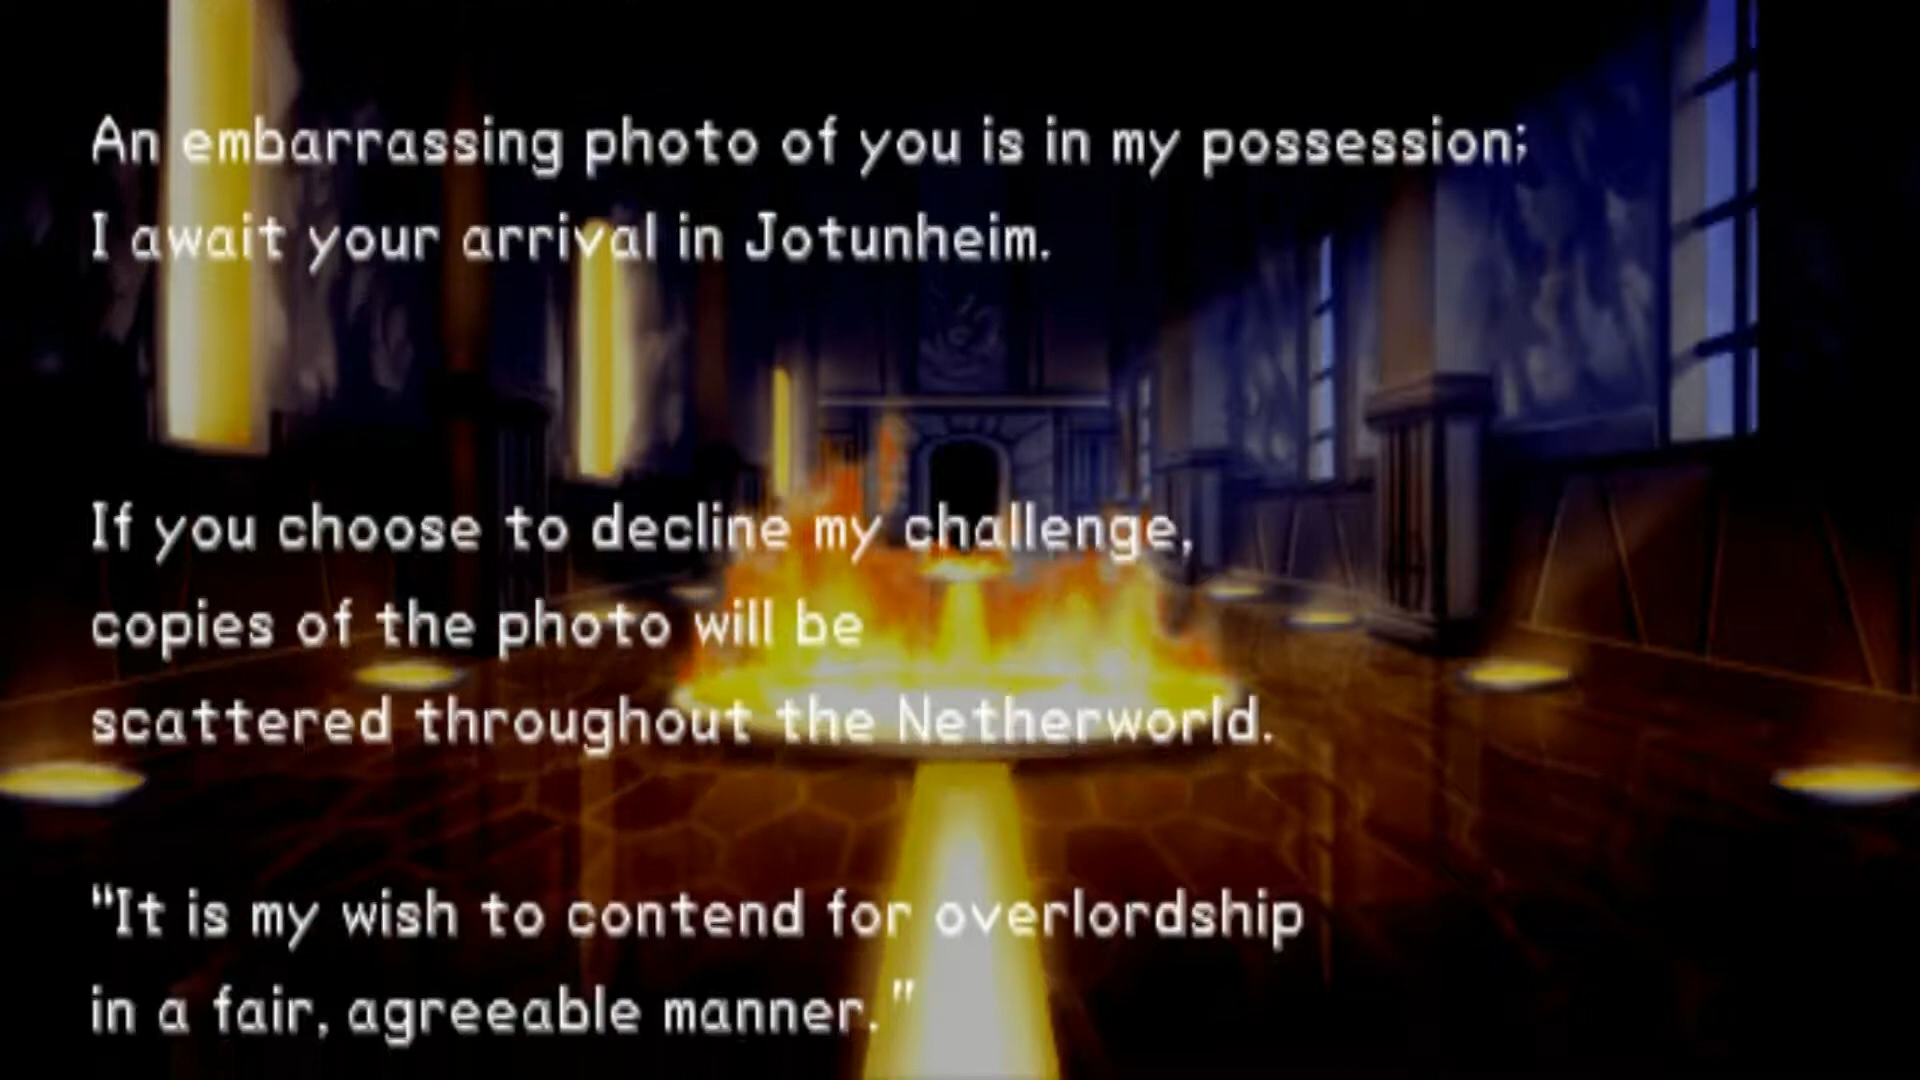 An embarrassing photo of you is in my possession;
I await your arrival in Jotunheim.
If you choose to decline my challenge,
copies of the photo will be
scattered throughout the Netherworld.
"It is my wish to contend for overlordship
in a fair, agreeable manner."